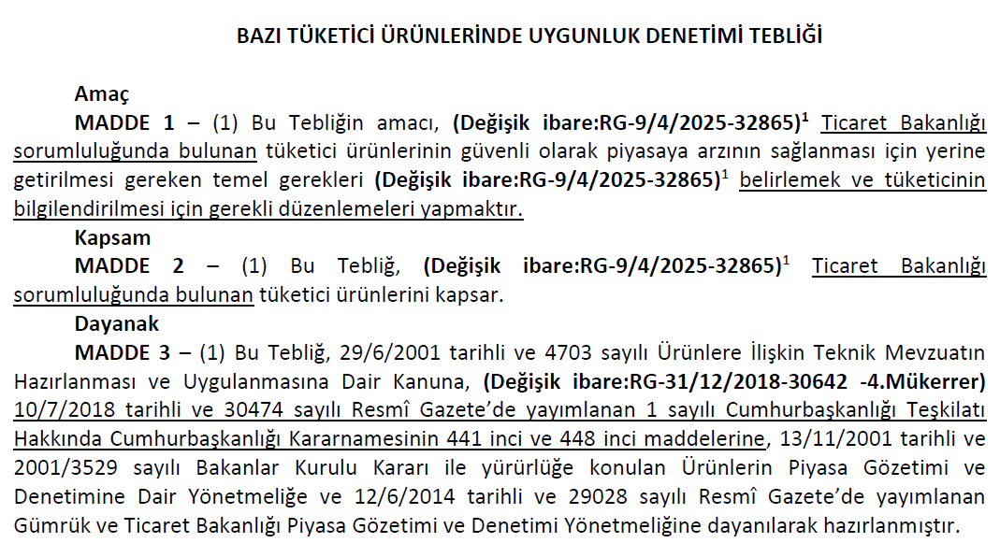 BAZI TÜKETİCİ ÜRÜNLERİNDE UYGUNLUK DENETİMİ TEBLİĞİ
Amaç
MADDE 1 – (1) Bu Tebliğin amacı, (Değişik ibare:RG-9/4/2025-32865)¹ Ticaret Bakanlığı
sorumluluğunda bulunan tüketici ürünlerinin güvenli olarak piyasaya arzının sağlanması için yerine
getirilmesi gereken temel gerekleri (Değişik ibare:RG-9/4/2025-32865)¹ belirlemek ve tüketicinin
bilgilendirilmesi için gerekli düzenlemeleri yapmaktır.
Kapsam
MADDE 2 – (1) Bu Tebliğ, (Değişik ibare:RG-9/4/2025-32865)¹ Ticaret Bakanlığı
sorumluluğunda bulunan tüketici ürünlerini kapsar.
Dayanak
MADDE 3 – (1) Bu Tebliğ, 29/6/2001 tarihli ve 4703 sayılı Ürünlere İlişkin Teknik Mevzuatın
Hazırlanması ve Uygulanmasına Dair Kanuna, (Değişik ibare:RG-31/12/2018-30642 -4.Mükerrer)
10/7/2018 tarihli ve 30474 sayılı Resmî Gazete’de yayımlanan 1 sayılı Cumhurbaşkanlığı Teşkilatı
Hakkında Cumhurbaşkanlığı Kararnamesinin 441 inci ve 448 inci maddelerine, 13/11/2001 tarihli ve
2001/3529 sayılı Bakanlar Kurulu Kararı ile yürürlüğe konulan Ürünlerin Piyasa Gözetimi ve
Denetimine Dair Yönetmeliğe ve 12/6/2014 tarihli ve 29028 sayılı Resmî Gazete’de yayımlanan
Gümrük ve Ticaret Bakanlığı Piyasa Gözetimi ve Denetimi Yönetmeliğine dayanılarak hazırlanmıştır.